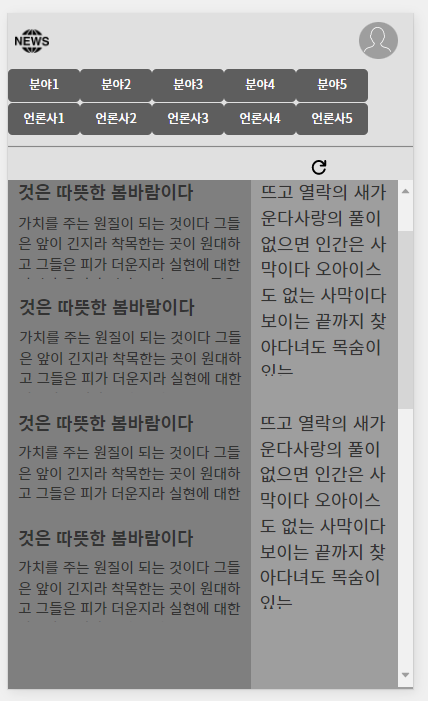 NEWS
분야1 분야2 분야3 분야4 분야5
언론사1 언론사2 언론사3 언론사4 언론사5
것은 따뜻한 봄바람이다
가치를 주는 원질이 되는 것이다 그들
은 앞이 긴지라 착목한는 곳이 원대하
고 그들은 피가 더운지라 실현에 대한
것은 따뜻한 봄바람이다
가치를 주는 원질이 되는 것이다 그들
은 앞이 긴지라 착목한는 곳이 원대하
고 그들은 피가 더운지라 실현에 대한
뜨고 열락의 새가
운다사랑의 풀이
없으면 인간은 사
막이다 오아이스
도 없는 사막이다
보이는 끝까지 찾
아다녀도 목숨이
있는
것은 따뜻한 봄바람이다
가치를 주는 원질이 되는 것이다 그들
은 앞이 긴지라 착목한는 곳이 원대하
고 그들은 피가 더운지라 실현에 대한
것은 따뜻한 봄바람이다
가치를 주는 원질이 되는 것이다 그들
은 앞이 긴지라 착목한는 곳이 원대하
고 그들은 피가 더운지라 실현에 대한
뜨고 열락의 새가
운다사랑의 풀이
없으면 인간은 사
막이다 오아이스
도 없는 사막이다
보이는 끝까지 찾
아다녀도 목숨이
있는